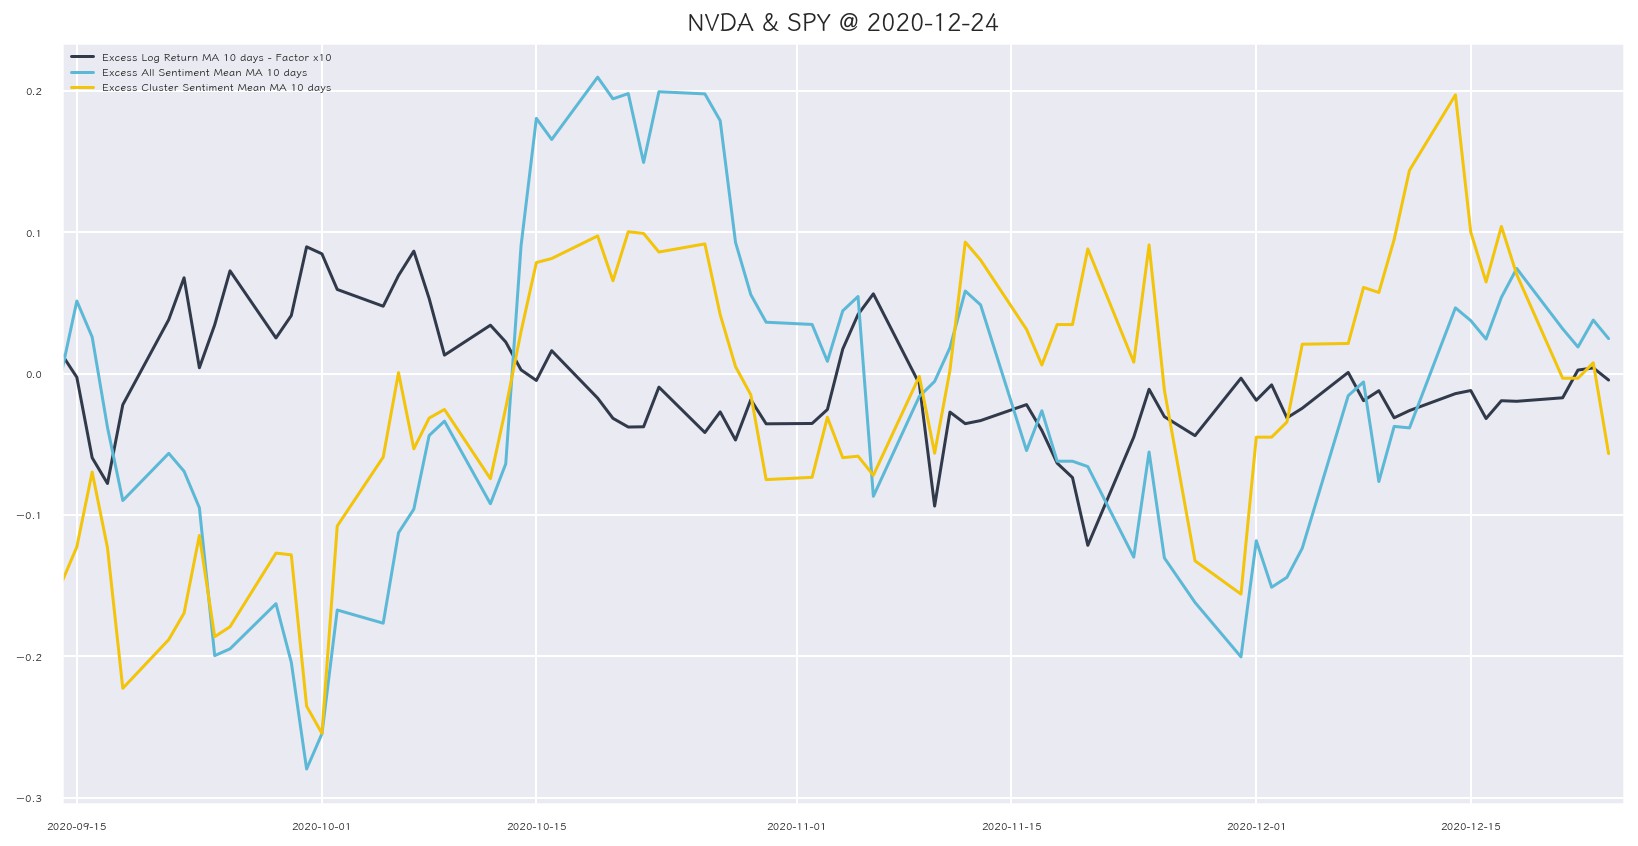 NVDA & SPY @ 2020-12-24
Excess Log Return MA 10 days - Factor x10
Excess All Sentiment Mean MA 10 days
Excess Cluster Sentiment Mean MA 10 days
0.2
0.1
0.0
−0.1
−0.2
−0.3
2020-09-15 2020-10-01 2020-10-15 2020-11-01 2020-11-15 2020-12-01 2020-12-15